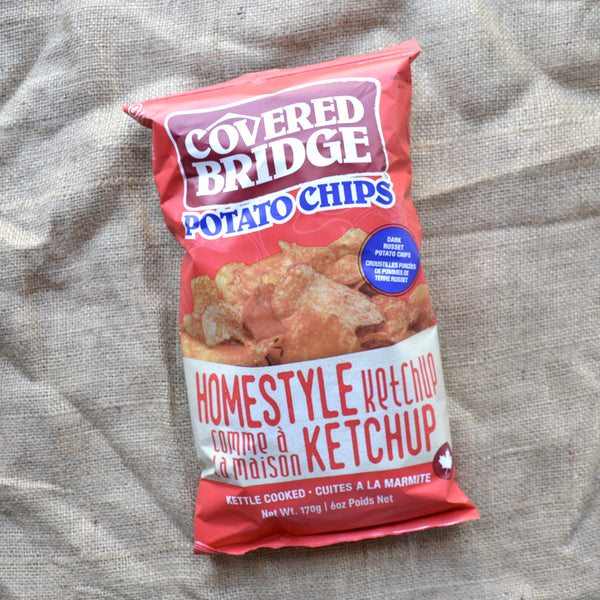 COVERED
BRIDGE
POTATO CHIPS
DARK
RUSSET
POTATO CHIPS
CROUSTILLES FONCÉES
DE POMMES DE
TERRE RUSSET
HOMESTYLE Ketchup
comme à la maison KETCHUP
KETTLE COOKED • CUITES A LA MARMITE
Net Wt. 170g | 6oz Poids Net